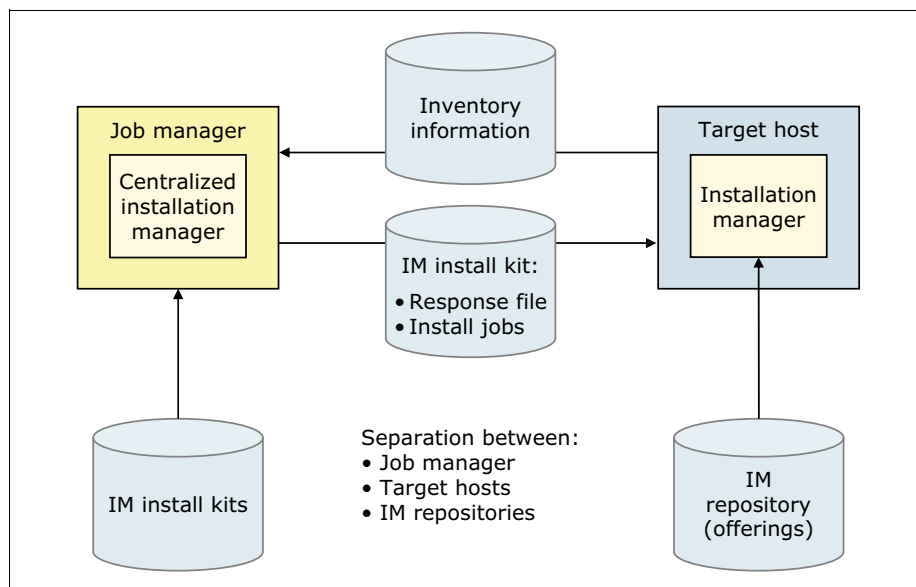 Inventory
information
Job manager
Centralized
installation
manager
Target host
Installation
manager
IM install kit:
• Response file
• Install jobs
IM install kits
Separation between:
• Job manager
• Target hosts
• IM repositories
IM
repository
(offerings)